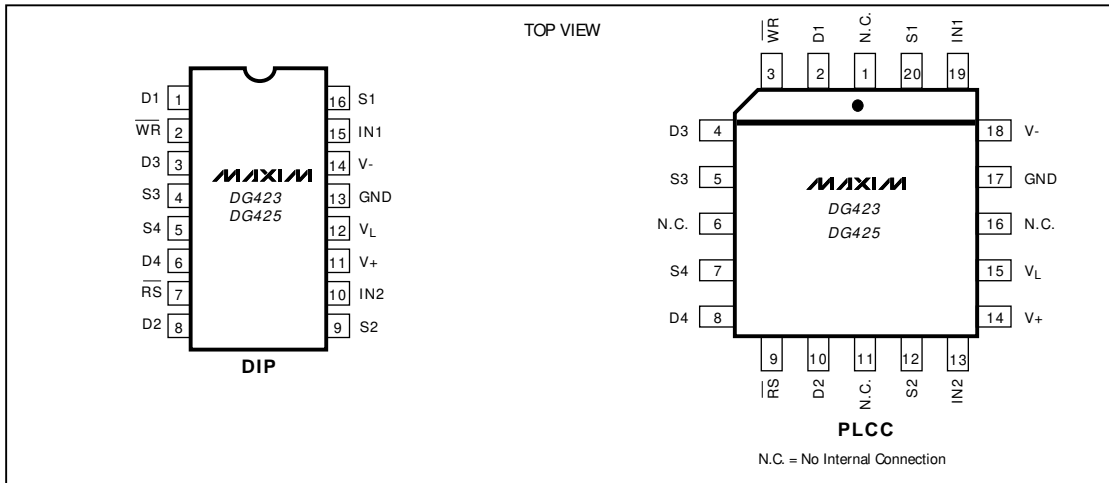 TOP VIEW
D1 1
WR 2
D3 3
S3 4
S4 5
D4 6
RS 7
D2 8
16 S1
15 IN1
14 V-
13 GND
12 VL
11 V+
10 IN2
9 S2
MAXIM
DG423
DG425
DIP
WR D1 N.C. S1 IN1
3 2 1 20 19
D3 4
S3 5
N.C. 6
S4 7
D4 8
18 V-
17 GND
16 N.C.
15 VL
14 V+
MAXIM
DG423
DG425
9 10 11 12 13
RS D2 N.C. S2 IN2
PLCC
N.C. = No Internal Connection